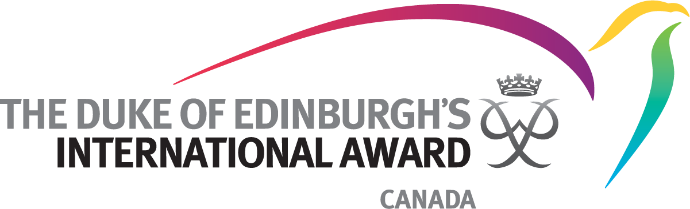 THE DUKE OF EDINBURGH'S
INTERNATIONAL AWARD
CANADA